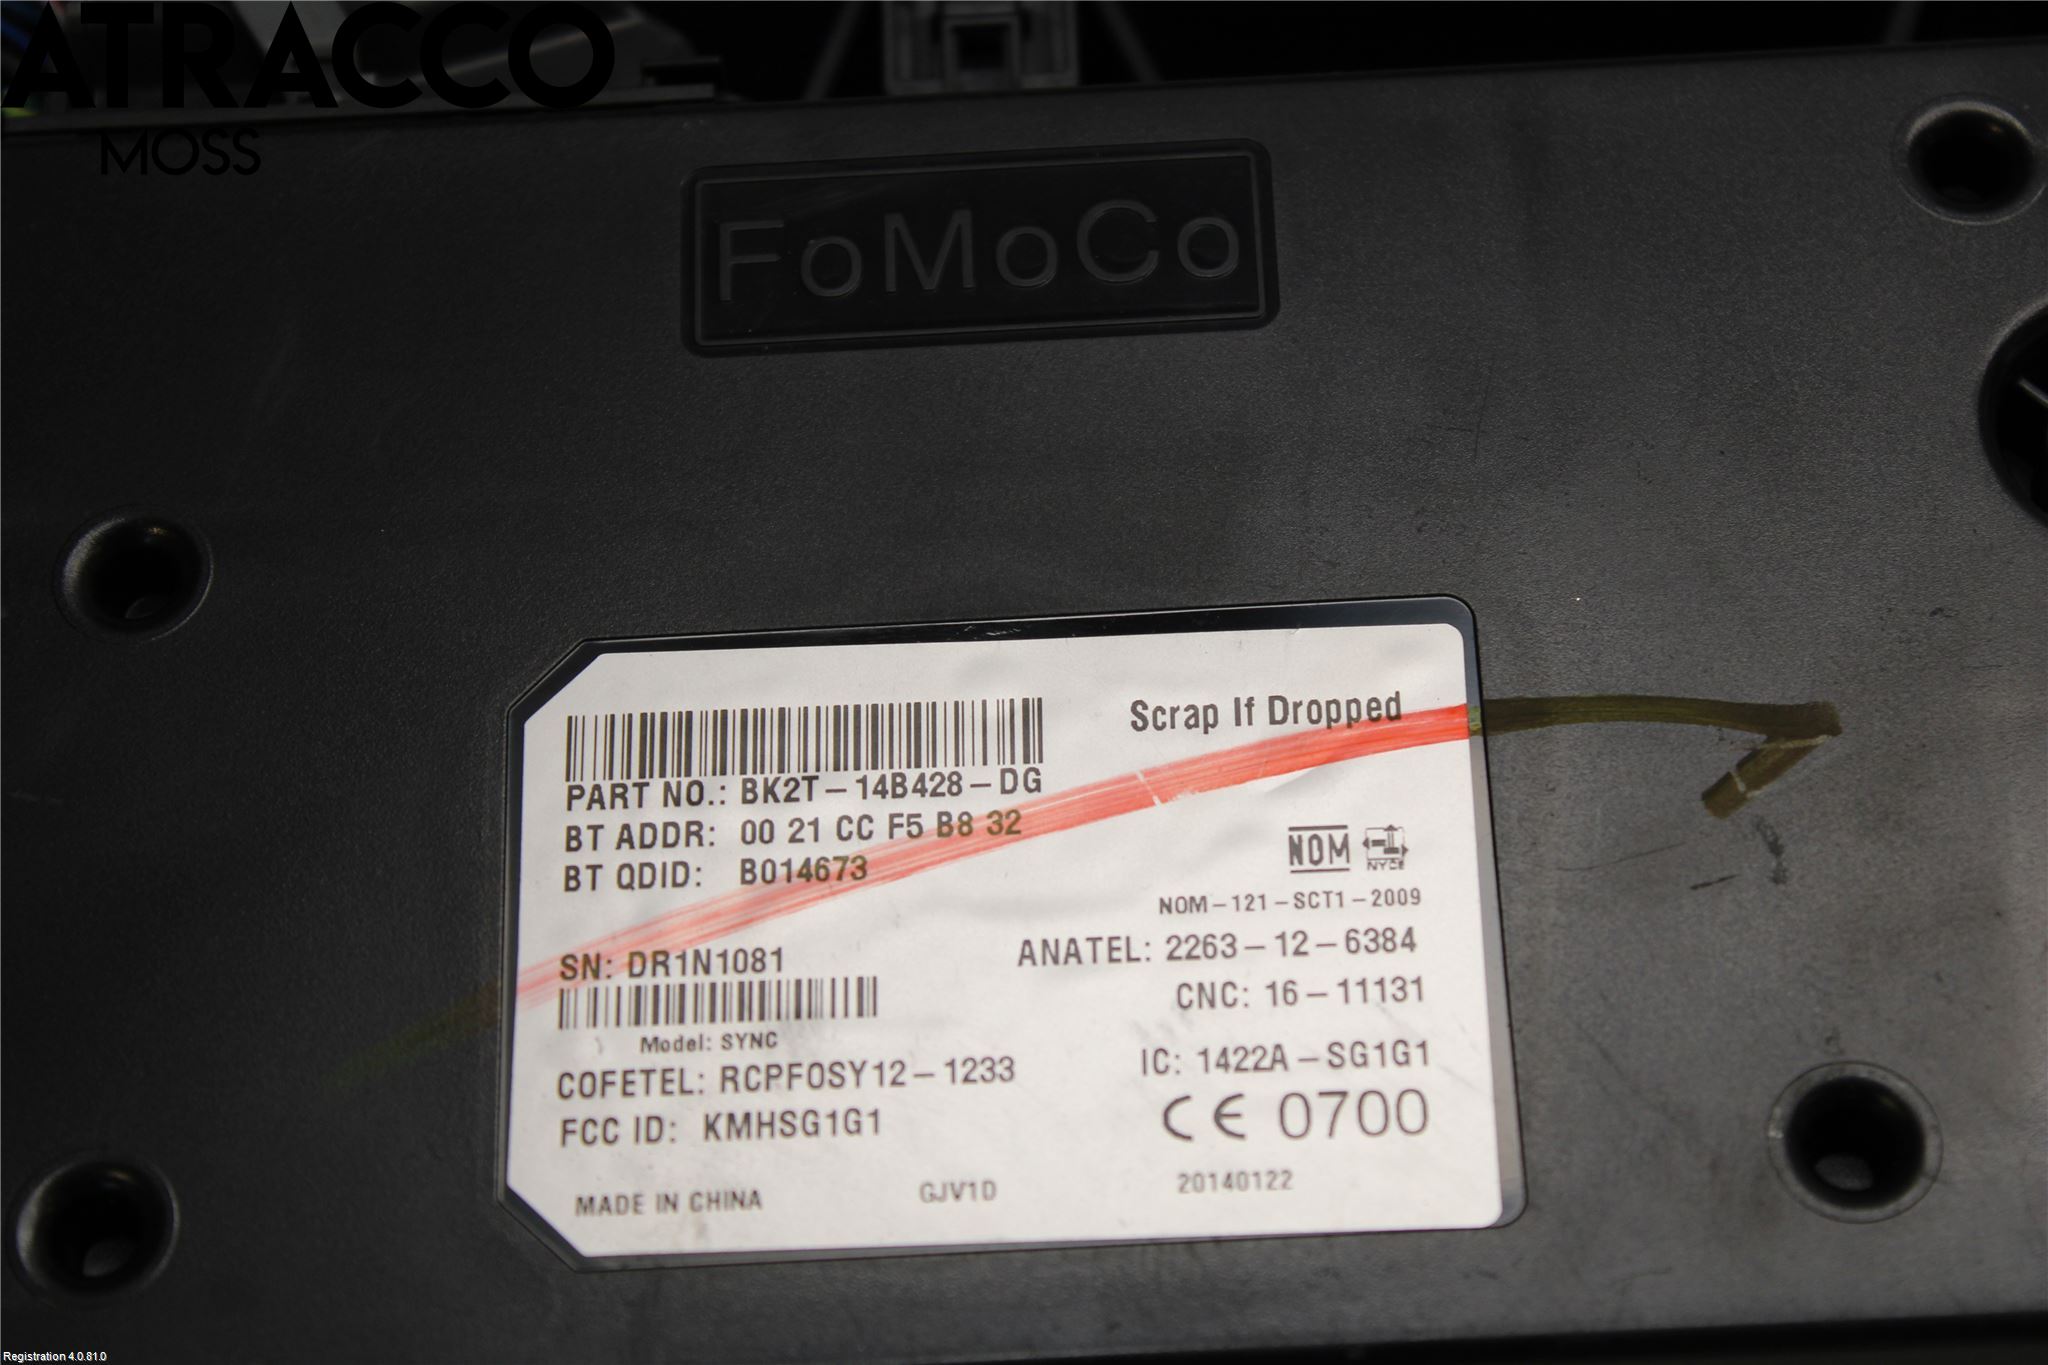 ATRACCO
MOSS
FoMoCo
Scrap If Dropped
PART NO.: BK2T-14B428-DG
BT ADDR: 00 21 CC F5 B8 32
BT QDID: B014673
NOM
NYCE
NOM-121-SCT1-2009
SN: DR1N1081
ANATEL: 2263-12-6384
CNC: 16-11131
Model: SYNC
COFETEL: RCPFOSY12-1233
IC: 1422A-SG1G1
FCC ID: KMHSG1G1
CE 0700
MADE IN CHINA
GJV1D
20140122
Registration 4.0.81.0